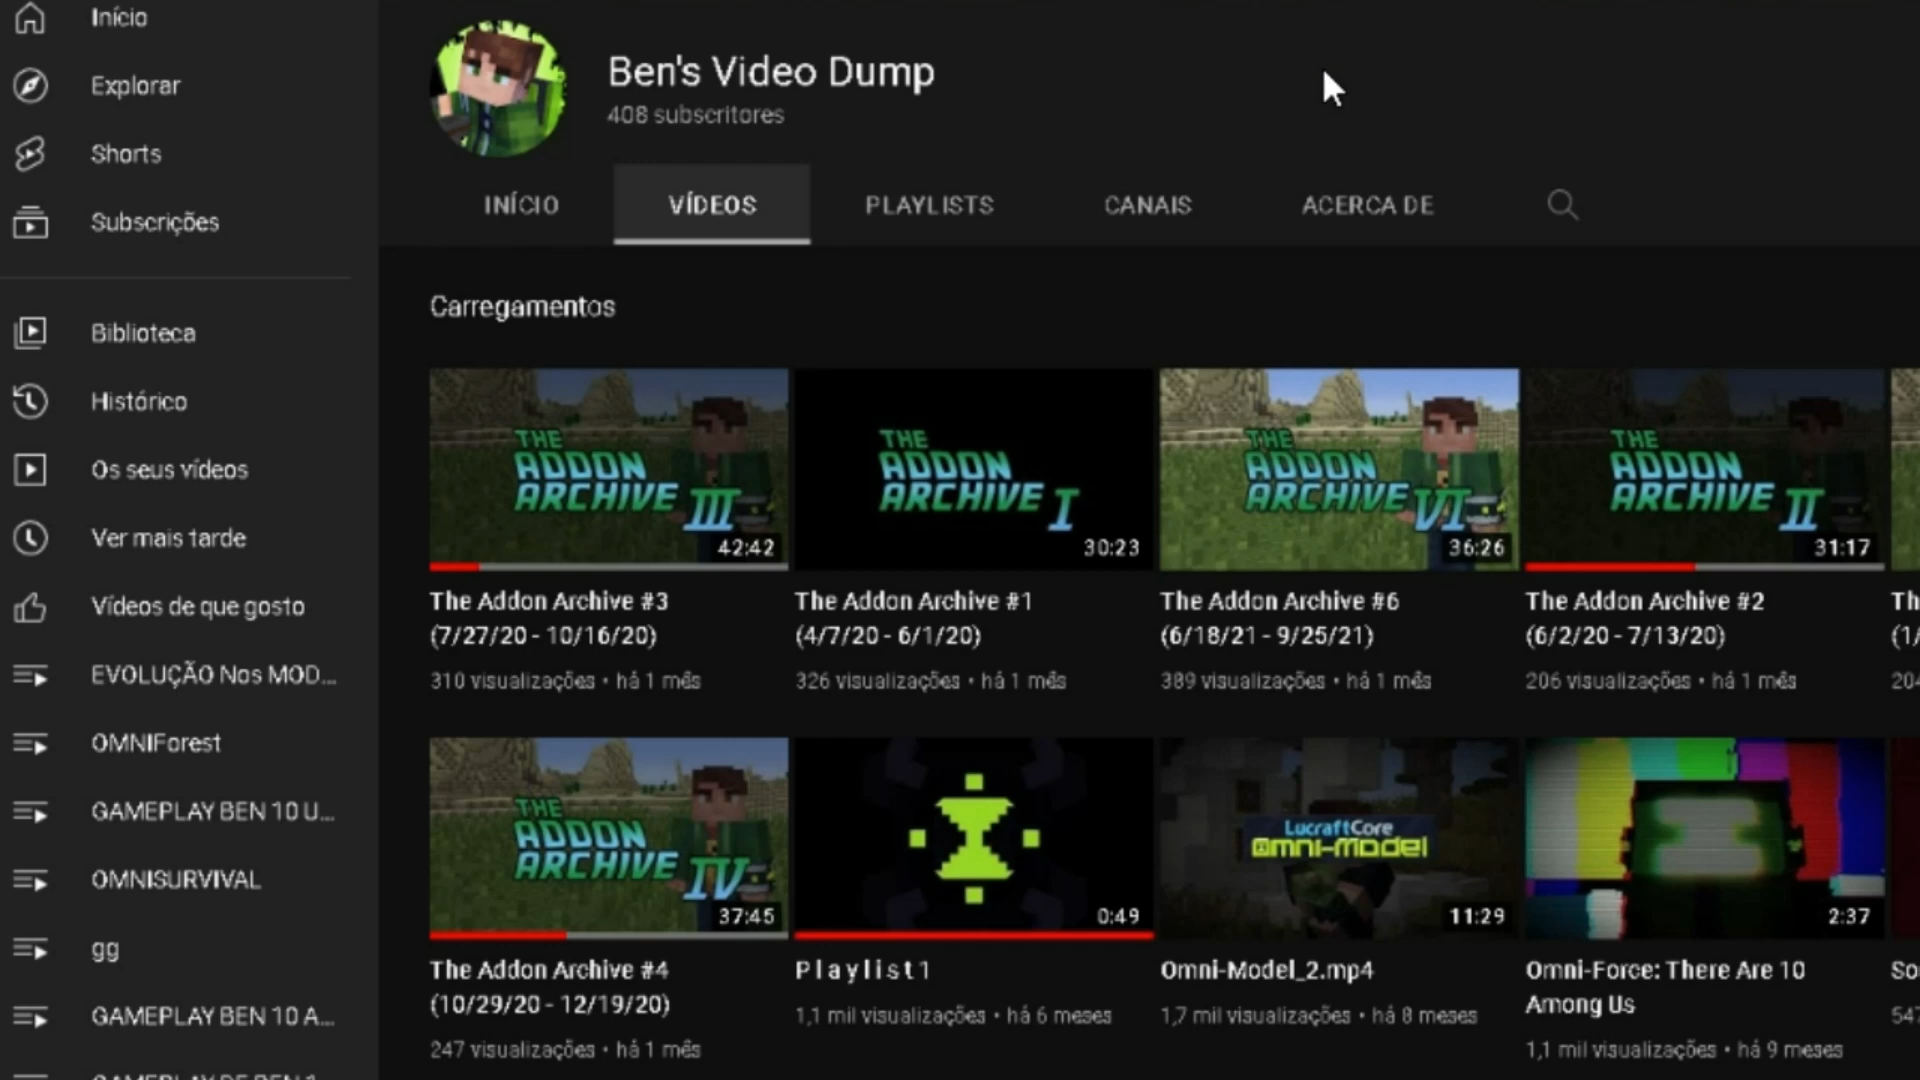 Início
Explorar
Shorts
Subscrições
Biblioteca
Histórico
Os seus vídeos
Ver mais tarde
Vídeos de que gosto
EVOLUÇÃO Nos MOD...
OMNIForest
GAMEPLAY BEN 10 U...
OMNISURVIVAL
gg
GAMEPLAY BEN 10 A...
Ben's Video Dump
408 subscritores
INÍCIO VÍDEOS PLAYLISTS CANAIS ACERCA DE
Carregamentos
THE
ADDON
ARCHIVE III
42:42
The Addon Archive #3
(7/27/20 - 10/16/20)
310 visualizações • há 1 mês
THE
ADDON
ARCHIVE I
30:23
The Addon Archive #1
(4/7/20 - 6/1/20)
326 visualizações • há 1 mês
THE
ADDON
ARCHIVE VI
36:26
The Addon Archive #6
(6/18/21 - 9/25/21)
389 visualizações • há 1 mês
THE
ADDON
ARCHIVE II
31:17
The Addon Archive #2
(6/2/20 - 7/13/20)
206 visualizações • há 1 mês
Th
(1/
204
THE
ADDON
ARCHIVE IV
37:45
The Addon Archive #4
(10/29/20 - 12/19/20)
247 visualizações • há 1 mês
0:49
P l a y l i s t 1
1,1 mil visualizações • há 6 meses
LucraftCore
Omni-Model
11:29
Omni-Model_2.mp4
1,7 mil visualizações • há 8 meses
2:37
Omni-Force: There Are 10
Among Us
1,1 mil visualizações • há 9 meses
So
547